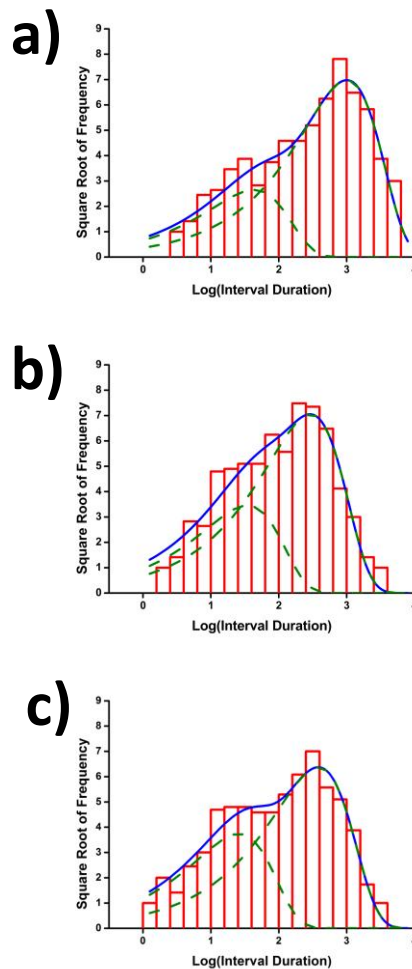 a)
Square Root of Frequency
9
8
7
6
5
4
3
2
1
0
0 1 2 3
Log(Interval Duration)
b)
Square Root of Frequency
9
8
7
6
5
4
3
2
1
0
0 1 2 3
Log(Interval Duration)
c)
Square Root of Frequency
9
8
7
6
5
4
3
2
1
0
0 1 2 3
Log(Interval Duration)